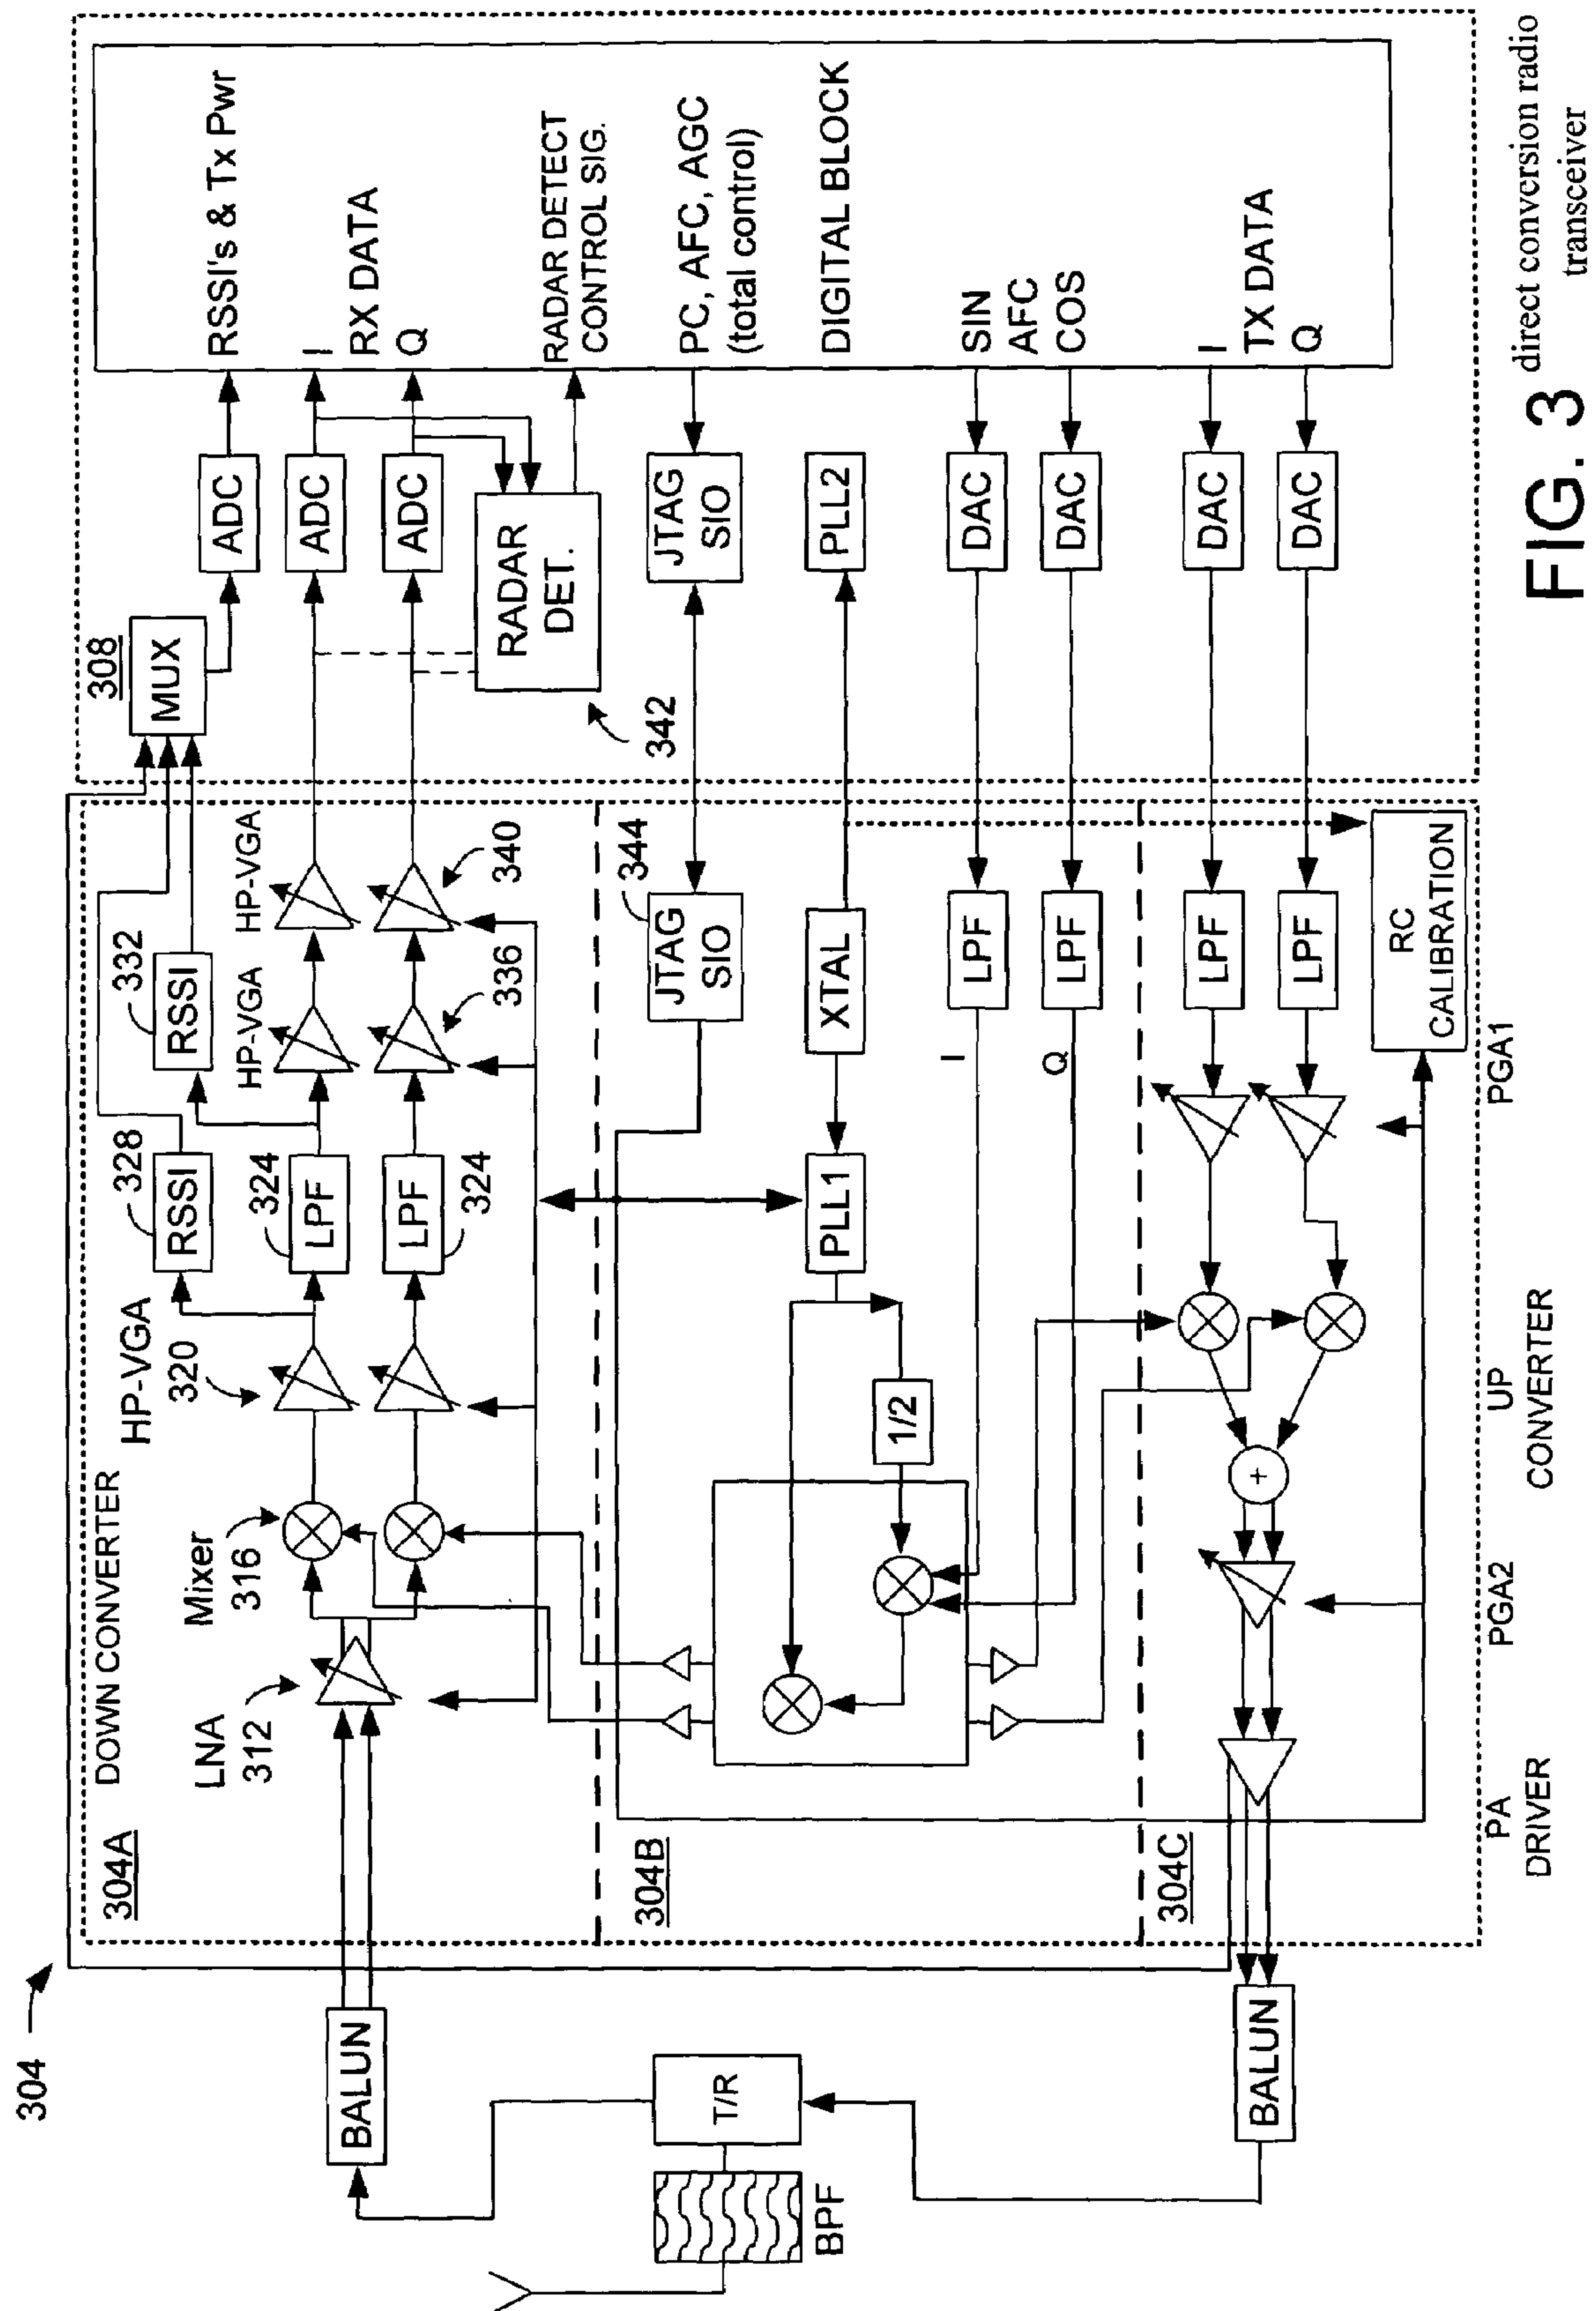 304
304A
DOWN CONVERTER
LNA
312
Mixer
316
HP-VGA
320
RSSI
328
LPF
324
LPF
324
RSSI
332
HP-VGA
336
HP-VGA
340
308
MUX
ADC
ADC
ADC
RADAR
DET.
342
RSSI's & Tx Pwr
I
RX DATA
Q
RADAR DETECT
CONTROL SIG.
PC, AFC, AGC
(total control)
DIGITAL BLOCK
SIN
AFC
COS
I
TX DATA
Q
BALUN
T/R
BPF
BALUN
304B
1/2
PLL1
XTAL
JTAG
SIO
344
JTAG
SIO
PLL2
I
LPF
DAC
Q
LPF
DAC
304C
+
LPF
DAC
LPF
DAC
RC
CALIBRATION
PA
DRIVER
PGA2
UP
CONVERTER
PGA1
FIG. 3
direct conversion radio
transceiver